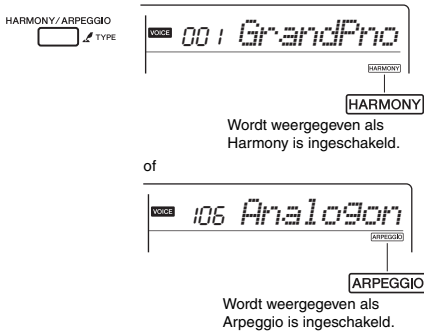 HARMONY/ARPEGGIO
TYPE
VOICE 001 GrandPno
HARMONY
HARMONY
Wordt weergegeven als
Harmony is ingeschakeld.
of
VOICE 106 Analogon
ARPEGGIO
ARPEGGIO
Wordt weergegeven als
Arpeggio is ingeschakeld.